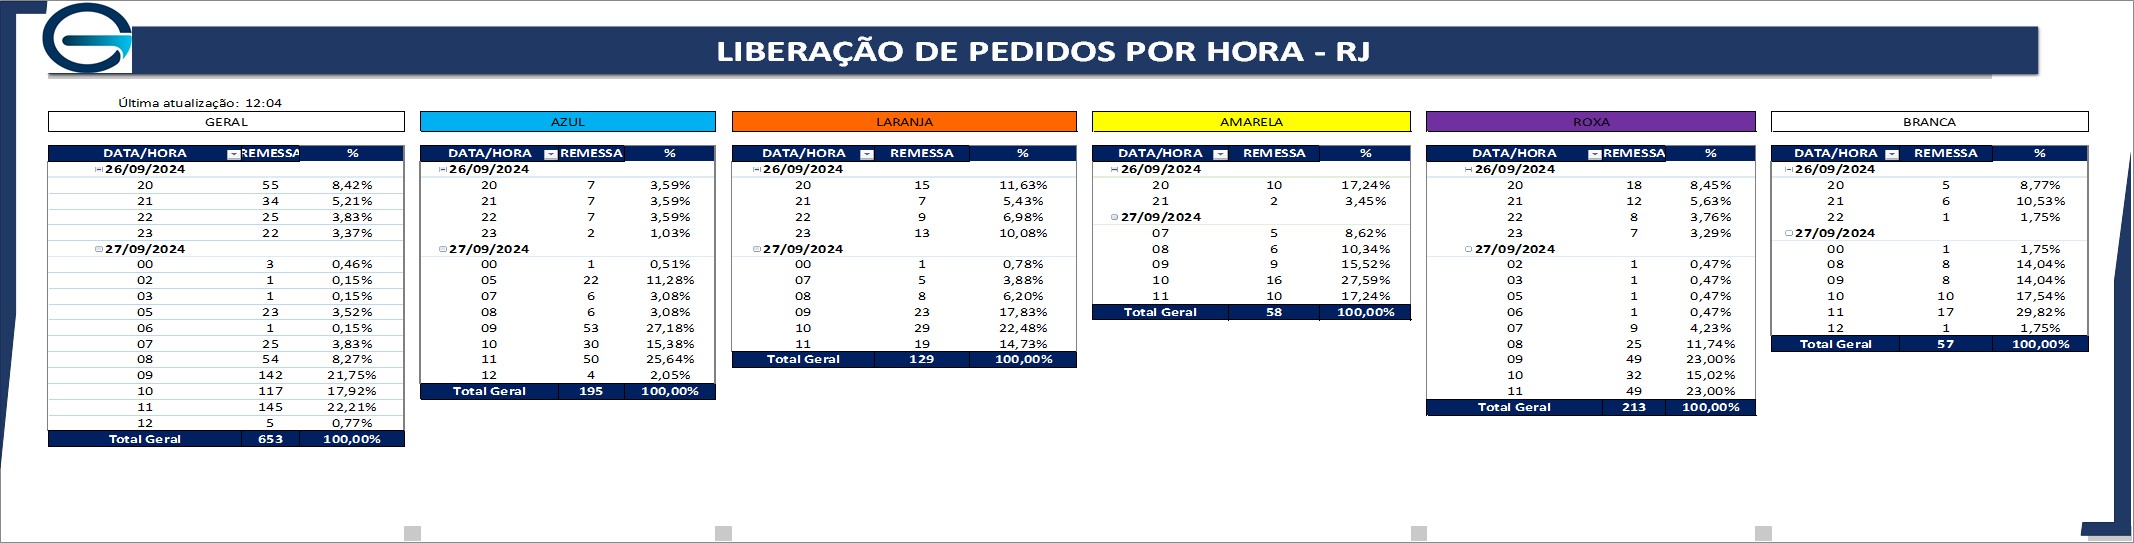 LIBERAÇÃO DE PEDIDOS POR HORA - RJ
Última atualização: 12:04
GERAL
DATA/HORA REMESSA %
26/09/2024
20 55 8,42%
21 34 5,21%
22 25 3,83%
23 22 3,37%
27/09/2024
00 3 0,46%
02 1 0,15%
03 1 0,15%
05 23 3,52%
06 1 0,15%
07 25 3,83%
08 54 8,27%
09 142 21,75%
10 117 17,92%
11 145 22,21%
12 5 0,77%
Total Geral 653 100,00%
AZUL
DATA/HORA REMESSA %
26/09/2024
20 7 3,59%
21 7 3,59%
22 7 3,59%
23 2 1,03%
27/09/2024
00 1 0,51%
05 22 11,28%
07 6 3,08%
08 6 3,08%
09 53 27,18%
10 30 15,38%
11 50 25,64%
12 4 2,05%
Total Geral 195 100,00%
LARANJA
DATA/HORA REMESSA %
26/09/2024
20 15 11,63%
21 7 5,43%
22 9 6,98%
23 13 10,08%
27/09/2024
00 1 0,78%
07 5 3,88%
08 8 6,20%
09 23 17,83%
10 29 22,48%
11 19 14,73%
Total Geral 129 100,00%
AMARELA
DATA/HORA REMESSA %
26/09/2024
20 10 17,24%
21 2 3,45%
27/09/2024
07 5 8,62%
08 6 10,34%
09 9 15,52%
10 16 27,59%
11 10 17,24%
Total Geral 58 100,00%
ROXA
DATA/HORA REMESSA %
26/09/2024
20 18 8,45%
21 12 5,63%
22 8 3,76%
23 7 3,29%
27/09/2024
02 1 0,47%
03 1 0,47%
05 1 0,47%
06 1 0,47%
07 9 4,23%
08 25 11,74%
09 49 23,00%
10 32 15,02%
11 49 23,00%
Total Geral 213 100,00%
BRANCA
DATA/HORA REMESSA %
26/09/2024
20 5 8,77%
21 6 10,53%
22 1 1,75%
27/09/2024
00 1 1,75%
08 8 14,04%
09 8 14,04%
10 10 17,54%
11 17 29,82%
12 1 1,75%
Total Geral 57 100,00%